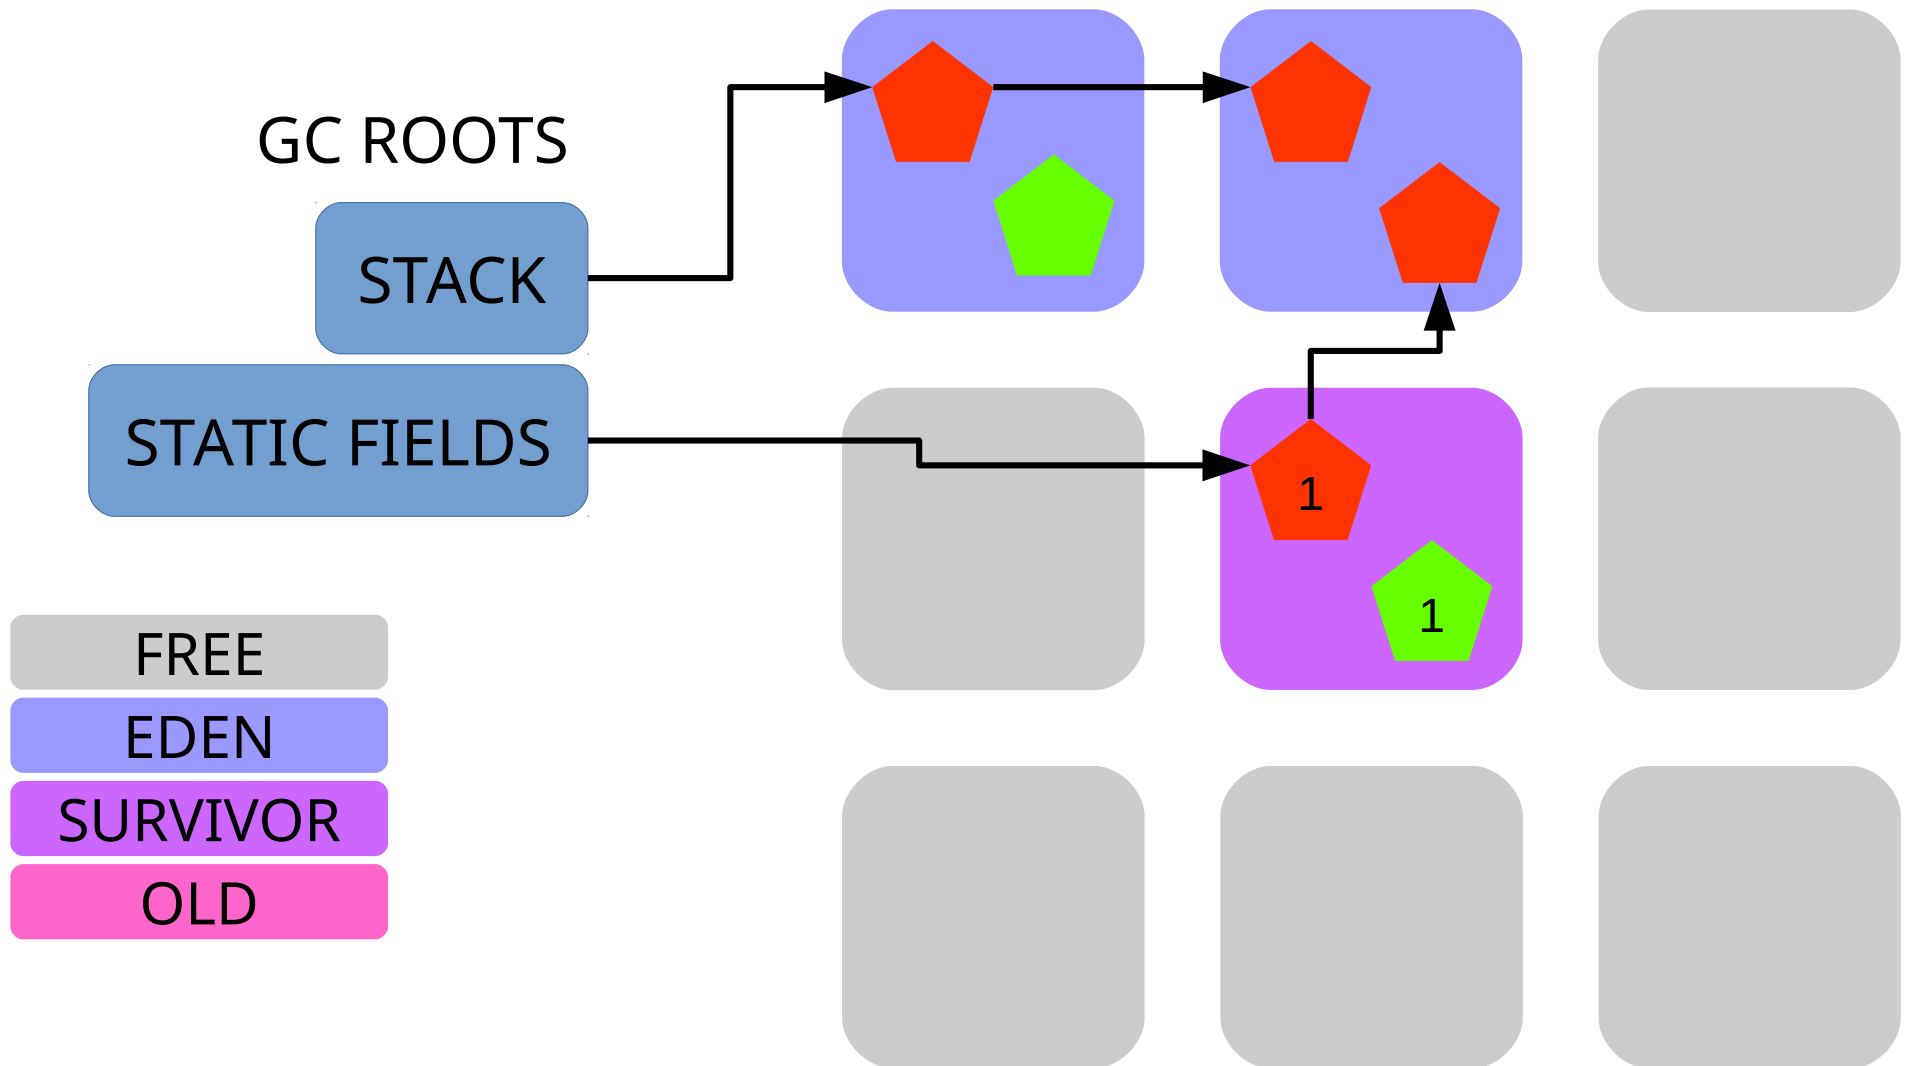 GC ROOTS
STACK
STATIC FIELDS
1
1
FREE
EDEN
SURVIVOR
OLD